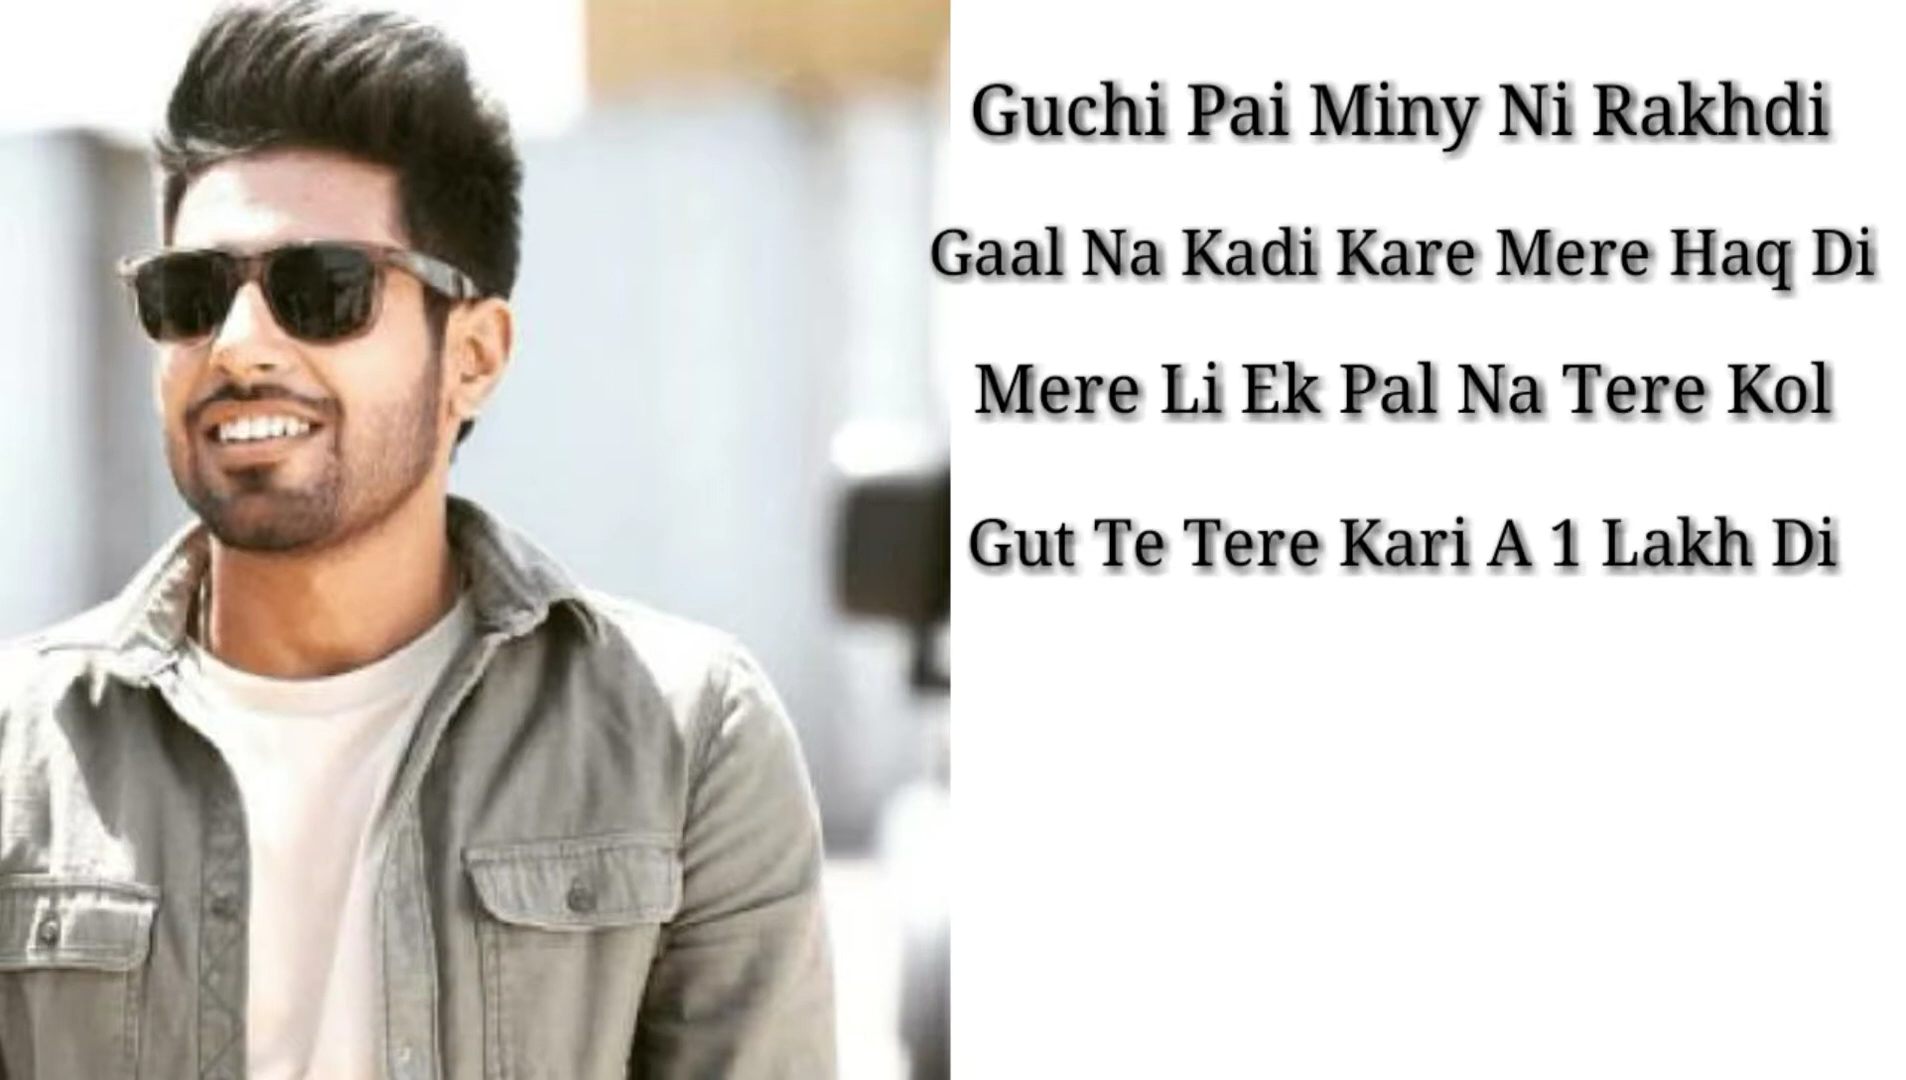 Guchi Pai Miny Ni Rakhdi
Gaal Na Kadi Kare Mere Haq Di
Mere Li Ek Pal Na Tere Kol
Gut Te Tere Kari A 1 Lakh Di